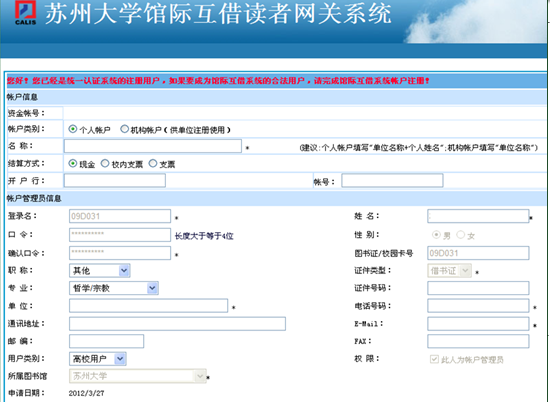 CALIS
苏州大学馆际互借读者网关系统
您好！您已经是统一认证系统的注册用户，如果要成为馆际互借系统的合法用户，请完成馆际互借系统帐户注册！
帐户信息
资金帐号：
帐户类别： 个人帐户 机构帐户（供单位注册使用）
名 称： * (建议:个人帐户填写"单位名称+个人姓名";机构帐户填写"单位名称")
结算方式： 现金 校内支票 支票
开 户 行： 帐号：
帐户管理员信息
登录名： 09D031 * 姓 名： *
口 令： ********** 长度大于等于4位 性 别： 男 女
确认口令： ********** * 图书证/校园卡号 09D031
职 称： 其他 证件类型： 借书证 *
专 业： 哲学/宗教 证件号码：
单 位： * 电话号码： *
通讯地址： E-Mail： *
邮 编： FAX：
用户类别： 高校用户 权 限： 此人为帐户管理员
所属图书馆 苏州大学 *
申请日期： 2012/3/27